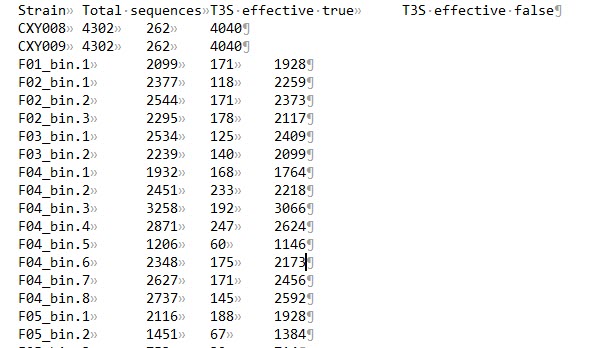 Strain	Total sequences	T3S effective true	T3S effective false
CXY008	4302	262	4040
CXY009	4302	262	4040
F01_bin.1	2099	171	1928
F02_bin.1	2377	118	2259
F02_bin.2	2544	171	2373
F02_bin.3	2295	178	2117
F03_bin.1	2534	125	2409
F03_bin.2	2239	140	2099
F04_bin.1	1932	168	1764
F04_bin.2	2451	233	2218
F04_bin.3	3258	192	3066
F04_bin.4	2871	247	2624
F04_bin.5	1206	60	1146
F04_bin.6	2348	175	2173
F04_bin.7	2627	171	2456
F04_bin.8	2737	145	2592
F05_bin.1	2116	188	1928
F05_bin.2	1451	67	1384